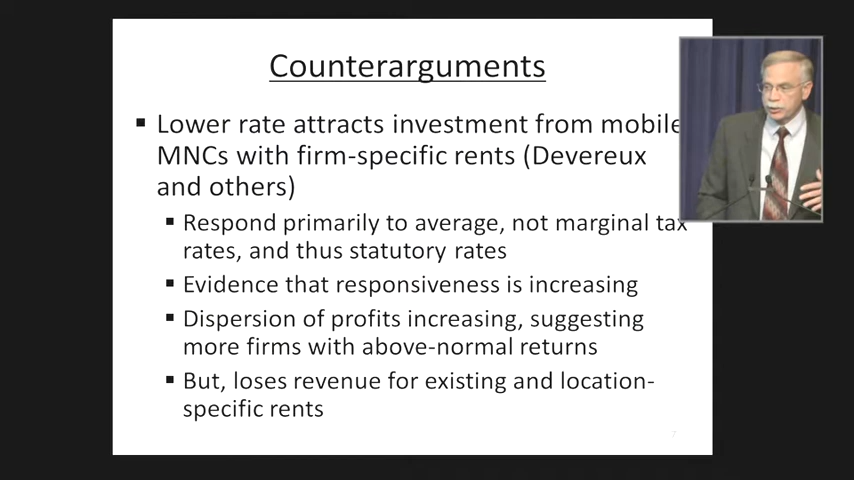 Counterarguments
▪ Lower rate attracts investment from mobile
MNCs with firm-specific rents (Devereux
and others)
▪ Respond primarily to average, not marginal tax
rates, and thus statutory rates
▪ Evidence that responsiveness is increasing
▪ Dispersion of profits increasing, suggesting
more firms with above-normal returns
▪ But, loses revenue for existing and location-
specific rents
7